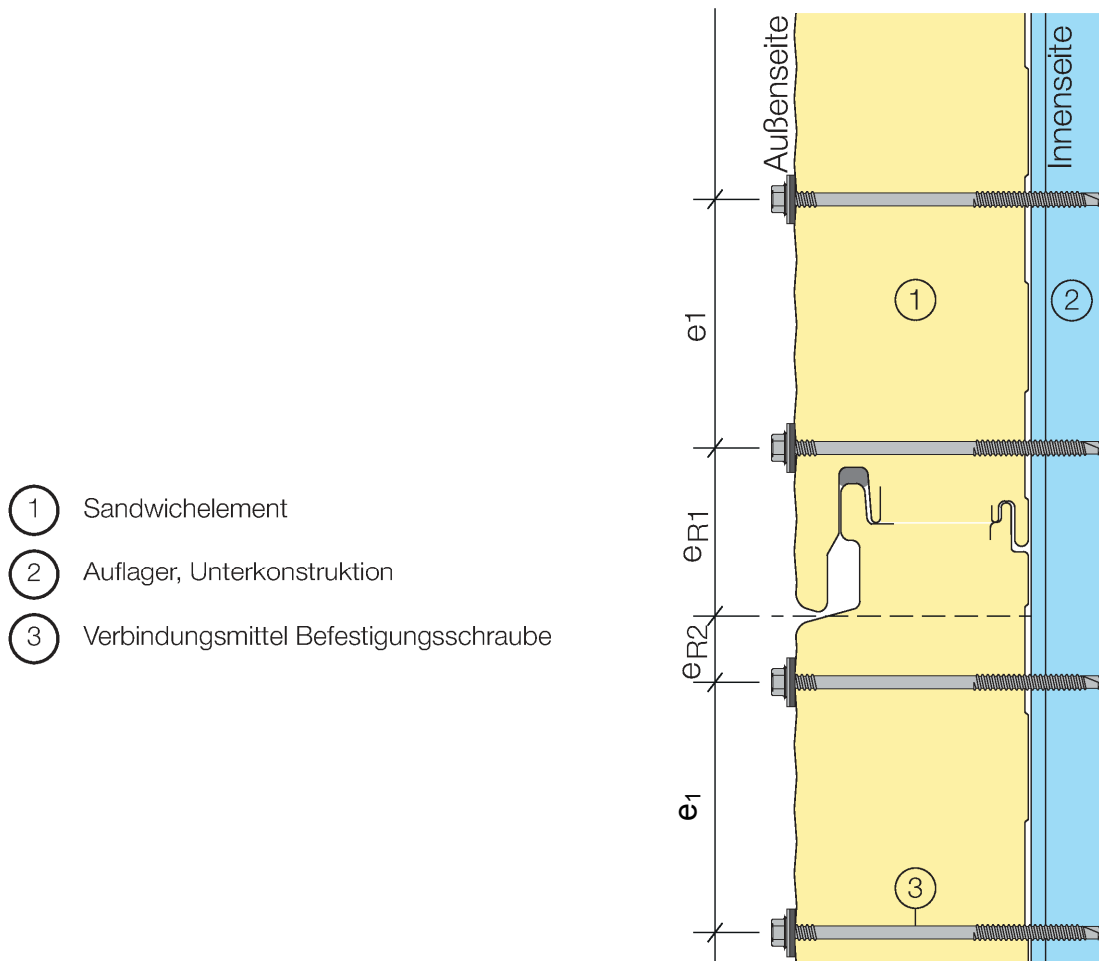 Außenseite
Innenseite
1
2
e1
eR1
eR2
e1
3
1 Sandwichelement
2 Auflager, Unterkonstruktion
3 Verbindungsmittel Befestigungsschraube